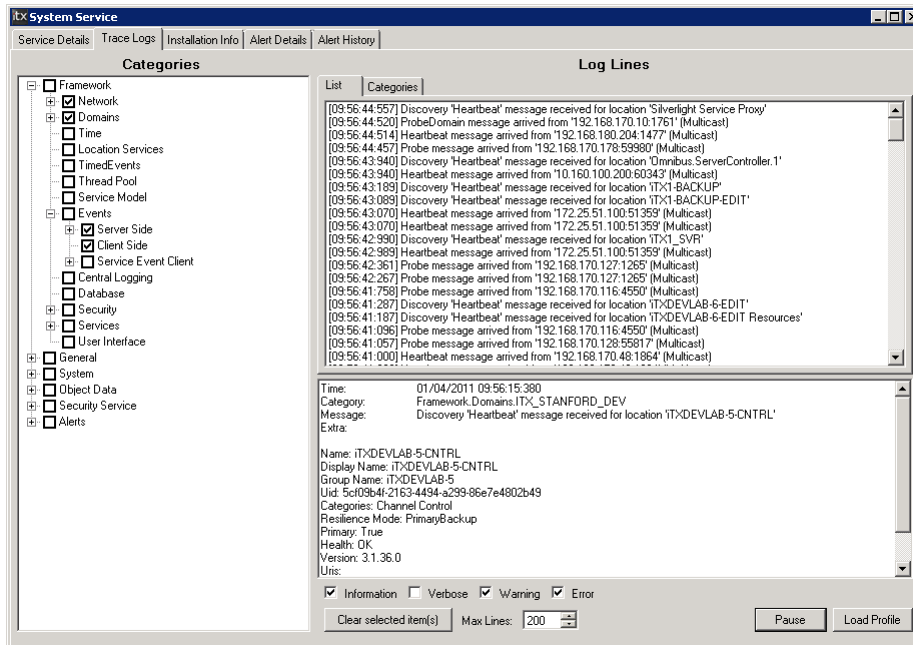 itx System Service
Service Details Trace Logs Installation Info Alert Details Alert History
Categories
Framework
Network
Domains
Time
Location Services
TimedEvents
Thread Pool
Service Model
Events
Server Side
Client Side
Service Event Client
Central Logging
Database
Security
Services
User Interface
General
System
Object Data
Security Service
Alerts
Log Lines
List Categories
[09:56:44:557] Discovery 'Heartbeat' message received for location 'Silverlight Service Proxy'
[09:56:44:520] ProbeDomain message arrived from '192.168.170.10:1761' (Multicast)
[09:56:44:514] Heartbeat message arrived from '192.168.180.204:1477' (Multicast)
[09:56:44:457] Probe message arrived from '192.168.170.178:59980' (Multicast)
[09:56:43:940] Discovery 'Heartbeat' message received for location 'Omnibus.ServerController.1'
[09:56:43:940] Heartbeat message arrived from '10.160.100.200:60343' (Multicast)
[09:56:43:189] Discovery 'Heartbeat' message received for location 'iTX1-BACKUP'
[09:56:43:089] Discovery 'Heartbeat' message received for location 'iTX1-BACKUP-EDIT'
[09:56:43:070] Heartbeat message arrived from '172.25.51.100:51359' (Multicast)
[09:56:43:070] Heartbeat message arrived from '172.25.51.100:51359' (Multicast)
[09:56:42:990] Discovery 'Heartbeat' message received for location 'iTX1_SVR'
[09:56:42:989] Heartbeat message arrived from '172.25.51.100:51359' (Multicast)
[09:56:42:361] Probe message arrived from '192.168.170.127:1265' (Multicast)
[09:56:42:267] Probe message arrived from '192.168.170.127:1265' (Multicast)
[09:56:41:758] Probe message arrived from '192.168.170.116:4550' (Multicast)
[09:56:41:287] Discovery 'Heartbeat' message received for location 'iTXDEVLAB-6-EDIT'
[09:56:41:187] Discovery 'Heartbeat' message received for location 'iTXDEVLAB-6-EDIT Resources'
[09:56:41:096] Probe message arrived from '192.168.170.116:4550' (Multicast)
[09:56:41:057] Probe message arrived from '192.168.170.128:55817' (Multicast)
[09:56:41:000] Heartbeat message arrived from '192.168.170.48:1864' (Multicast)
Time: 01/04/2011 09:56:15:380
Category: Framework.Domains.ITX_STANFORD_DEV
Message: Discovery 'Heartbeat' message received for location 'iTXDEVLAB-5-CNTRL'
Extra:
Name: iTXDEVLAB-5-CNTRL
Display Name: iTXDEVLAB-5-CNTRL
Group Name: iTXDEVLAB-5
Uid: 5cf09b4f-2163-4494-a299-86e7e4802b49
Categories: Channel Control
Resilience Mode: PrimaryBackup
Primary: True
Health: OK
Version: 3.1.36.0
Uris:
Information Verbose Warning Error
Clear selected item(s) Max Lines: 200 Pause Load Profile